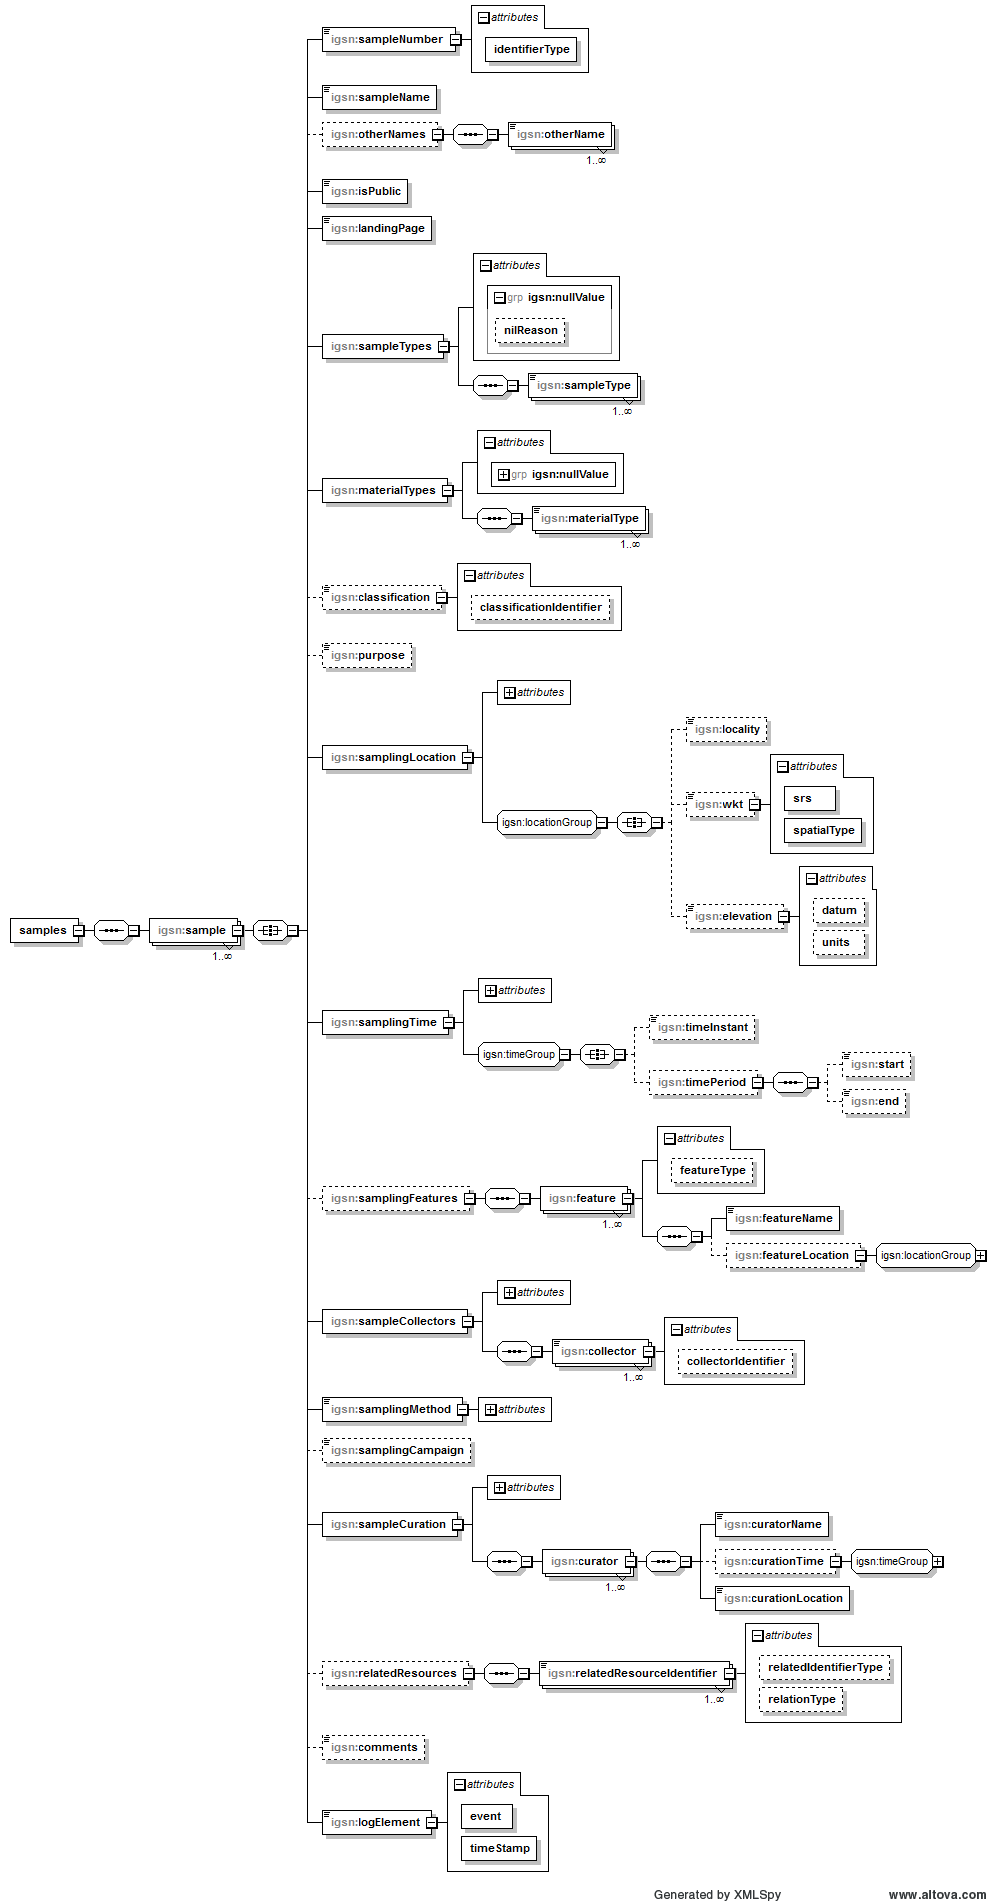 attributes
igsn:sampleNumber
identifierType
igsn:sampleName
igsn:otherNames
igsn:otherName
1..∞
igsn:isPublic
igsn:landingPage
attributes
grp igsn:nullValue
nilReason
igsn:sampleTypes
igsn:sampleType
1..∞
attributes
grp igsn:nullValue
igsn:materialTypes
igsn:materialType
1..∞
attributes
igsn:classification
classificationIdentifier
igsn:purpose
attributes
igsn:locality
igsn:samplingLocation
attributes
igsn:wkt
srs
igsn:locationGroup
spatialType
attributes
igsn:elevation
datum
units
samples
igsn:sample
1..∞
attributes
igsn:samplingTime
igsn:timeInstant
igsn:timeGroup
igsn:start
igsn:timePeriod
igsn:end
attributes
featureType
igsn:samplingFeatures
igsn:feature
1..∞
igsn:featureName
igsn:featureLocation
igsn:locationGroup
attributes
igsn:sampleCollectors
attributes
igsn:collector
collectorIdentifier
1..∞
igsn:samplingMethod
attributes
igsn:samplingCampaign
attributes
igsn:sampleCuration
igsn:curatorName
igsn:curator
igsn:curationTime
igsn:timeGroup
1..∞
igsn:curationLocation
attributes
igsn:relatedResources
igsn:relatedResourceIdentifier
relatedIdentifierType
1..∞
relationType
igsn:comments
attributes
igsn:logElement
event
timeStamp
Generated by XMLSpy
www.altova.com